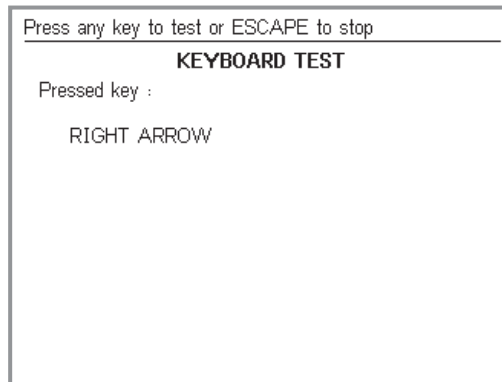 Press any key to test or ESCAPE to stop
KEYBOARD TEST
Pressed key :
RIGHT ARROW